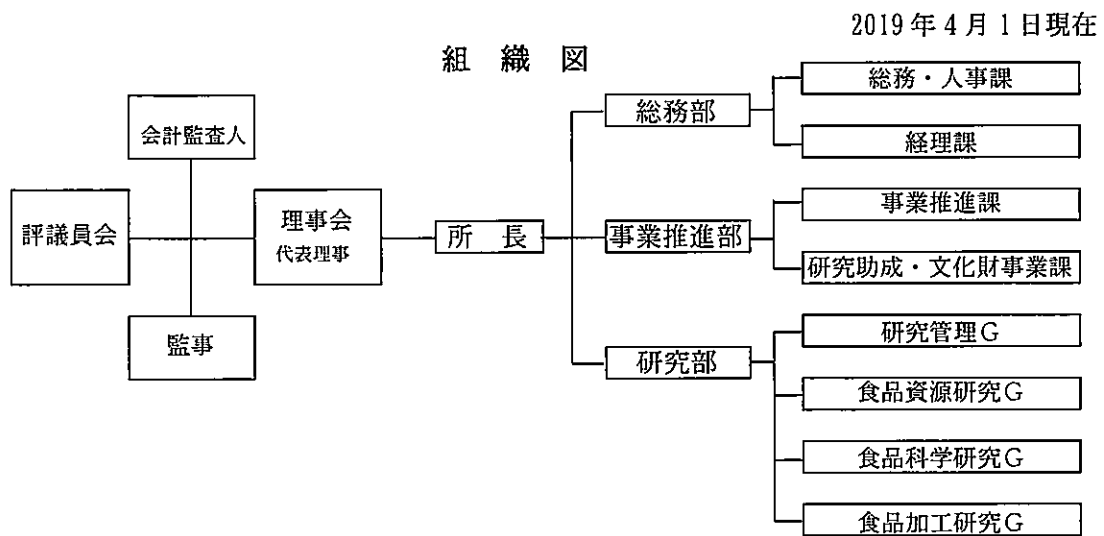 2019年4月1日現在
組織図
会計監査人
評議員会
理事会
代表理事
監事
所長
総務部
総務・人事課
経理課
事業推進部
事業推進課
研究助成・文化財事業課
研究部
研究管理G
食品資源研究G
食品科学研究G
食品加工研究G